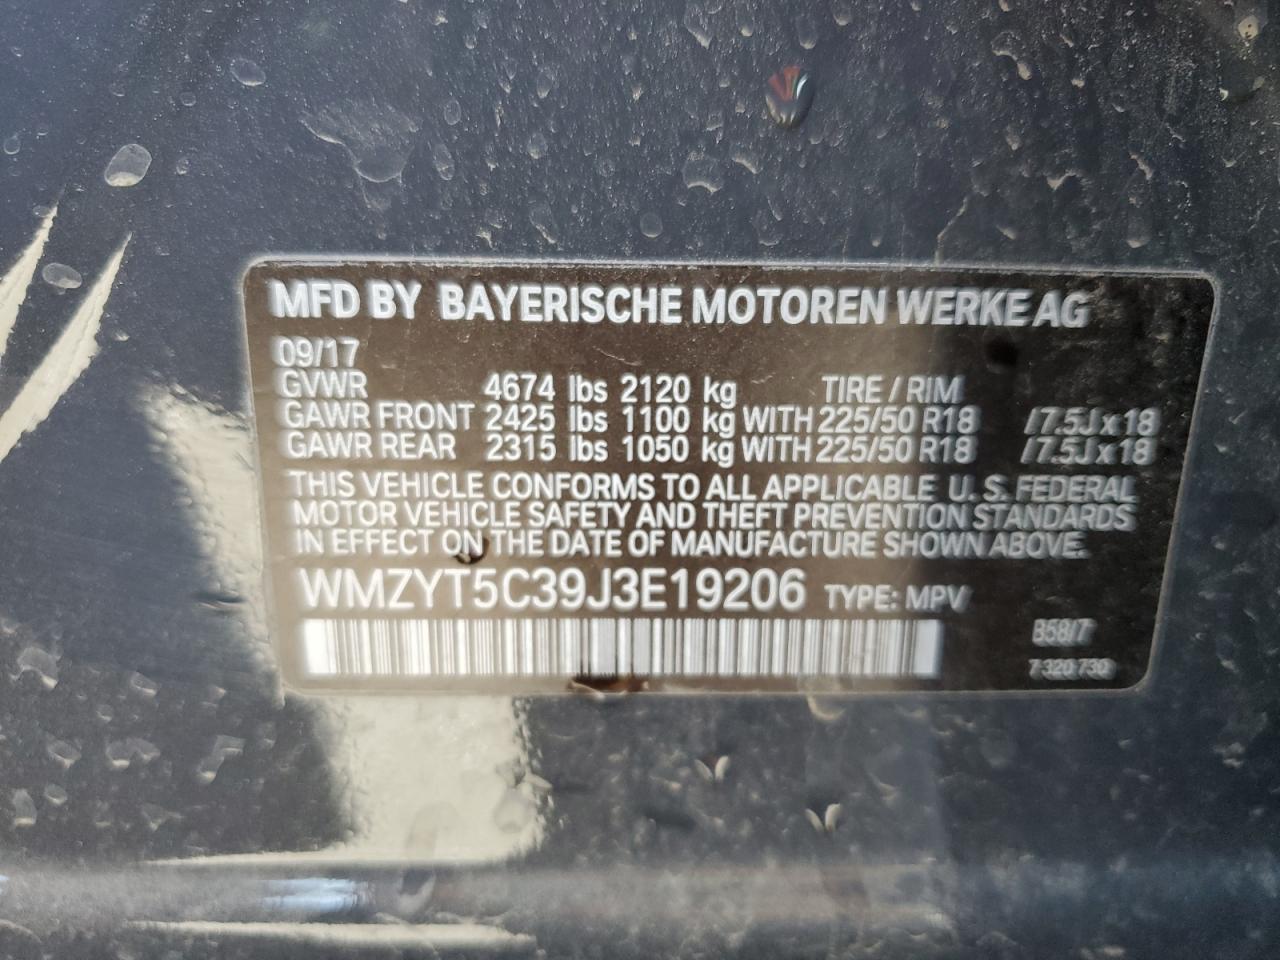 MFD BY BAYERISCHE MOTOREN WERKE AG
09/17
GVWR 4674 lbs 2120 kg TIRE / RIM
GAWR FRONT 2425 lbs 1100 kg WITH 225/50 R18 /7.5J x 18
GAWR REAR 2315 lbs 1050 kg WITH 225/50 R18 /7.5J x 18
THIS VEHICLE CONFORMS TO ALL APPLICABLE U. S. FEDERAL
MOTOR VEHICLE SAFETY AND THEFT PREVENTION STANDARDS
IN EFFECT ON THE DATE OF MANUFACTURE SHOWN ABOVE.
WMZYT5C39J3E19206 TYPE: MPV
B58/7
7 320 730